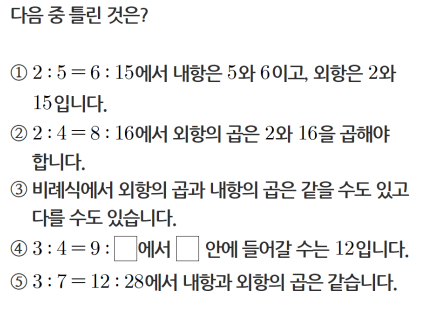 다음 중 틀린 것은?
① 2 : 5 = 6 : 15에서 내항은 5와 6이고, 외항은 2와
15입니다.
② 2 : 4 = 8 : 16에서 외항의 곱은 2와 16을 곱해야
합니다.
③ 비례식에서 외항의 곱과 내항의 곱은 같을 수도 있고
다를 수도 있습니다.
④ 3 : 4 = 9 : □에서 □ 안에 들어갈 수는 12입니다.
⑤ 3 : 7 = 12 : 28에서 내항과 외항의 곱은 같습니다.